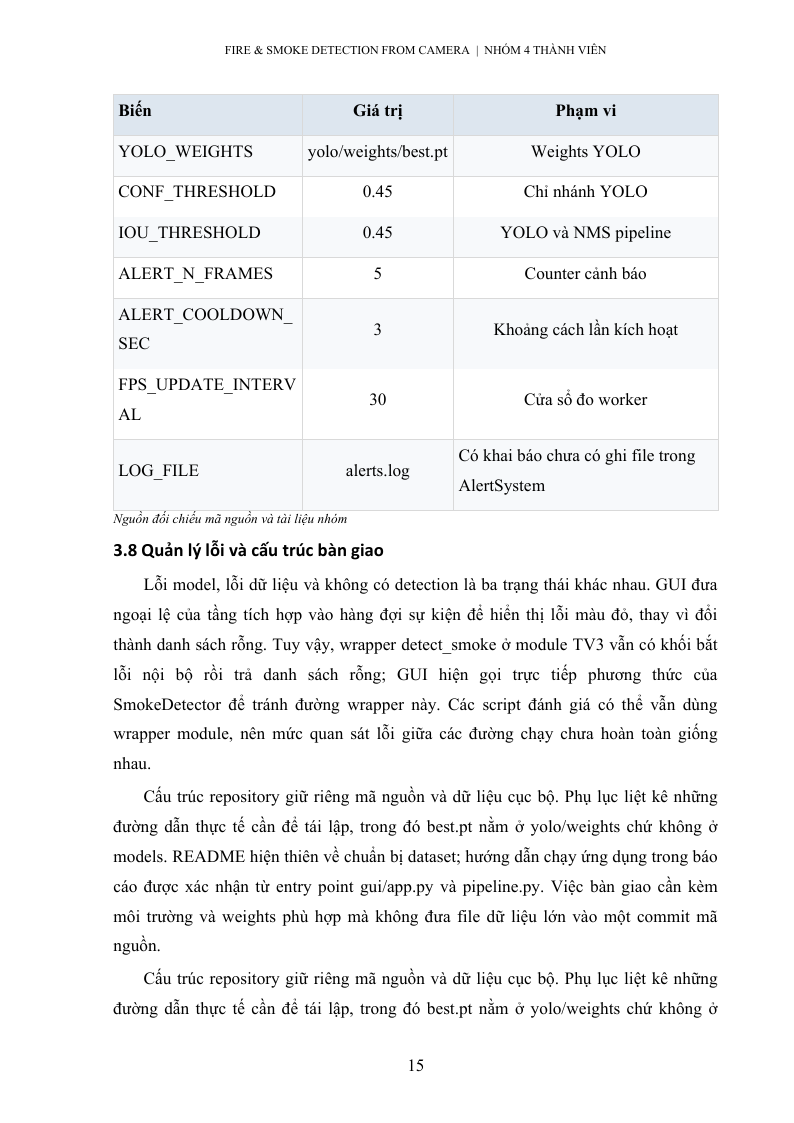 FIRE & SMOKE DETECTION FROM CAMERA | NHÓM 4 THÀNH VIÊN
Biến Giá trị Phạm vi
YOLO_WEIGHTS yolo/weights/best.pt Weights YOLO
CONF_THRESHOLD 0.45 Chỉ nhánh YOLO
IOU_THRESHOLD 0.45 YOLO và NMS pipeline
ALERT_N_FRAMES 5 Counter cảnh báo
ALERT_COOLDOWN_
SEC
3 Khoảng cách lần kích hoạt
FPS_UPDATE_INTERV
AL
30 Cửa sổ đo worker
LOG_FILE alerts.log
Có khai báo chưa có ghi file trong
AlertSystem
Nguồn đối chiếu mã nguồn và tài liệu nhóm
3.8 Quản lý lỗi và cấu trúc bàn giao
Lỗi model, lỗi dữ liệu và không có detection là ba trạng thái khác nhau. GUI đưa
ngoại lệ của tầng tích hợp vào hàng đợi sự kiện để hiển thị lỗi màu đỏ, thay vì đổi
thành danh sách rỗng. Tuy vậy, wrapper detect_smoke ở module TV3 vẫn có khối bắt
lỗi nội bộ rồi trả danh sách rỗng; GUI hiện gọi trực tiếp phương thức của
SmokeDetector để tránh đường wrapper này. Các script đánh giá có thể vẫn dùng
wrapper module, nên mức quan sát lỗi giữa các đường chạy chưa hoàn toàn giống
nhau.
Cấu trúc repository giữ riêng mã nguồn và dữ liệu cục bộ. Phụ lục liệt kê những
đường dẫn thực tế cần để tái lập, trong đó best.pt nằm ở yolo/weights chứ không ở
models. README hiện thiên về chuẩn bị dataset; hướng dẫn chạy ứng dụng trong báo
cáo được xác nhận từ entry point gui/app.py và pipeline.py. Việc bàn giao cần kèm
môi trường và weights phù hợp mà không đưa file dữ liệu lớn vào một commit mã
nguồn.
Cấu trúc repository giữ riêng mã nguồn và dữ liệu cục bộ. Phụ lục liệt kê những
đường dẫn thực tế cần để tái lập, trong đó best.pt nằm ở yolo/weights chứ không ở
15